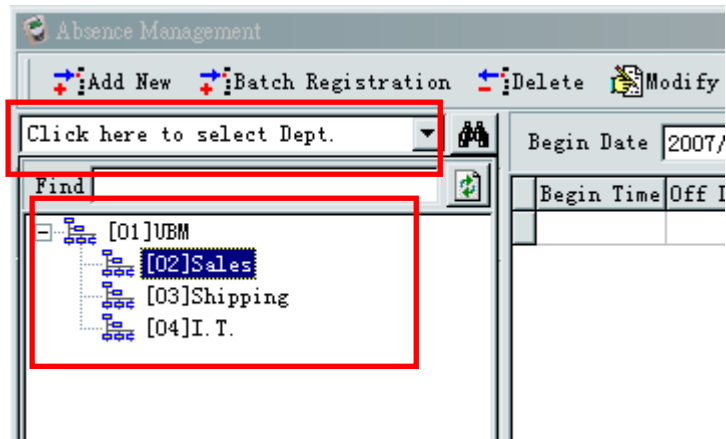 Absence Management
Add New Batch Registration Delete Modify
Click here to select Dept.
Begin Date 2007/
Find
Begin Time Off
[01]UBM
[02]Sales
[03]Shipping
[04]I.T.